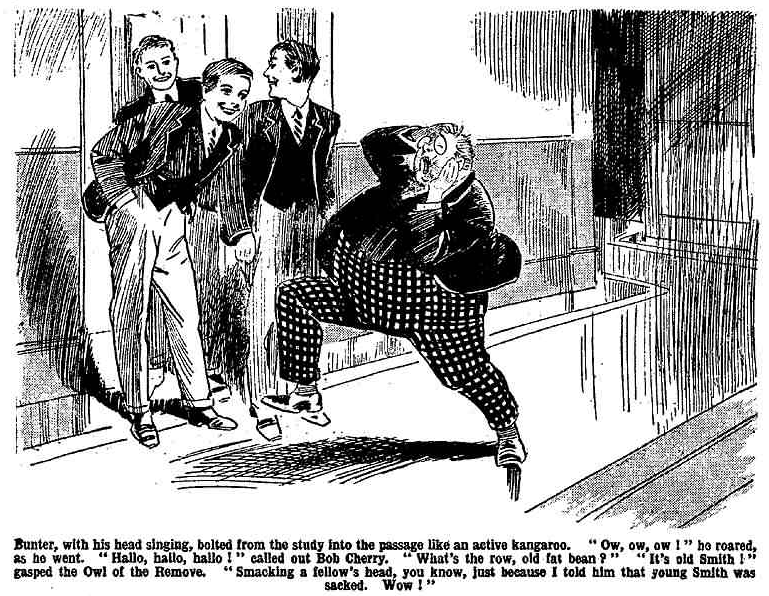 Bunter, with his head singing, bolted from the study into the passage like an active kangaroo. “ Ow, ow, ow ! ” he roared,
as he went. “ Hallo, hallo, hallo ! ” called out Bob Cherry. “ What's the row, old fat bean ? ” “ It's old Smith ! ”
gasped the Owl of the Remove. “ Smacking a fellow's head, you know, just because I told him that young Smith was
sacked. Wow ! ”